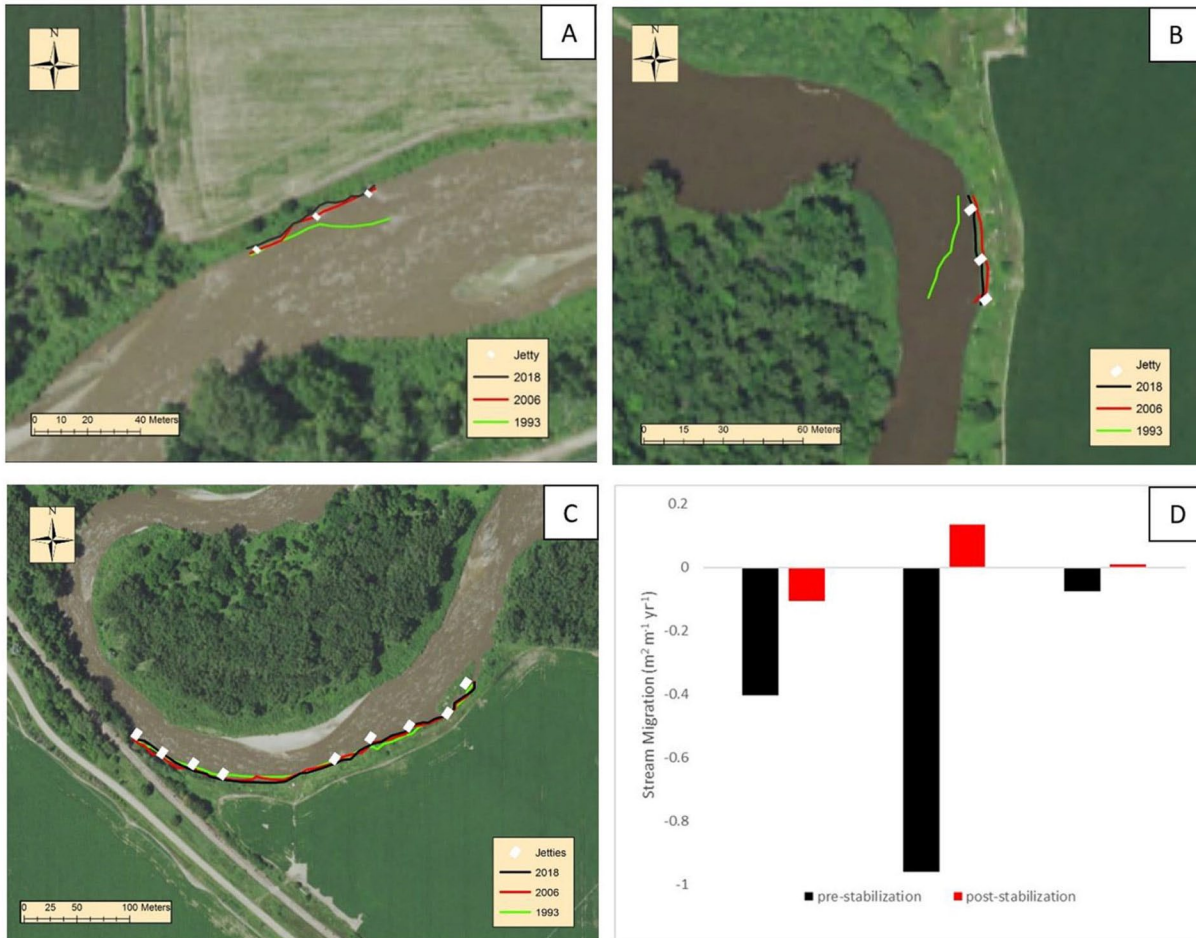 A
N
Jetty
2018
2006
1993
0 10 20 40 Meters
B
N
Jetty
2018
2006
1993
0 15 30 60 Meters
C
N
Jetties
2018
2006
1993
0 25 50 100 Meters
D
0.2
0
-0.2
-0.4
-0.6
-0.8
-1
Stream Migration (m² m⁻¹ yr⁻¹)
pre-stabilization post-stabilization